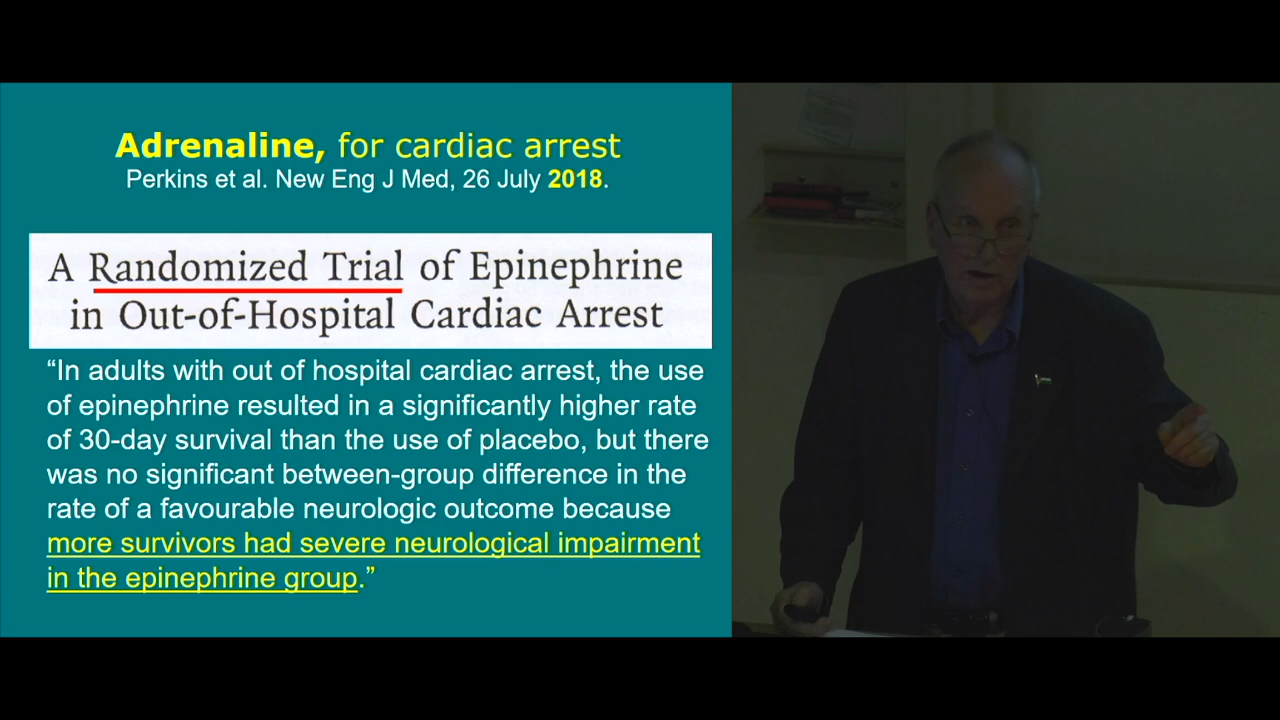 Adrenaline, for cardiac arrest
Perkins et al. New Eng J Med, 26 July 2018.
A Randomized Trial of Epinephrine
in Out-of-Hospital Cardiac Arrest
“In adults with out of hospital cardiac arrest, the use
of epinephrine resulted in a significantly higher rate
of 30-day survival than the use of placebo, but there
was no significant between-group difference in the
rate of a favourable neurologic outcome because
more survivors had severe neurological impairment
in the epinephrine group.”